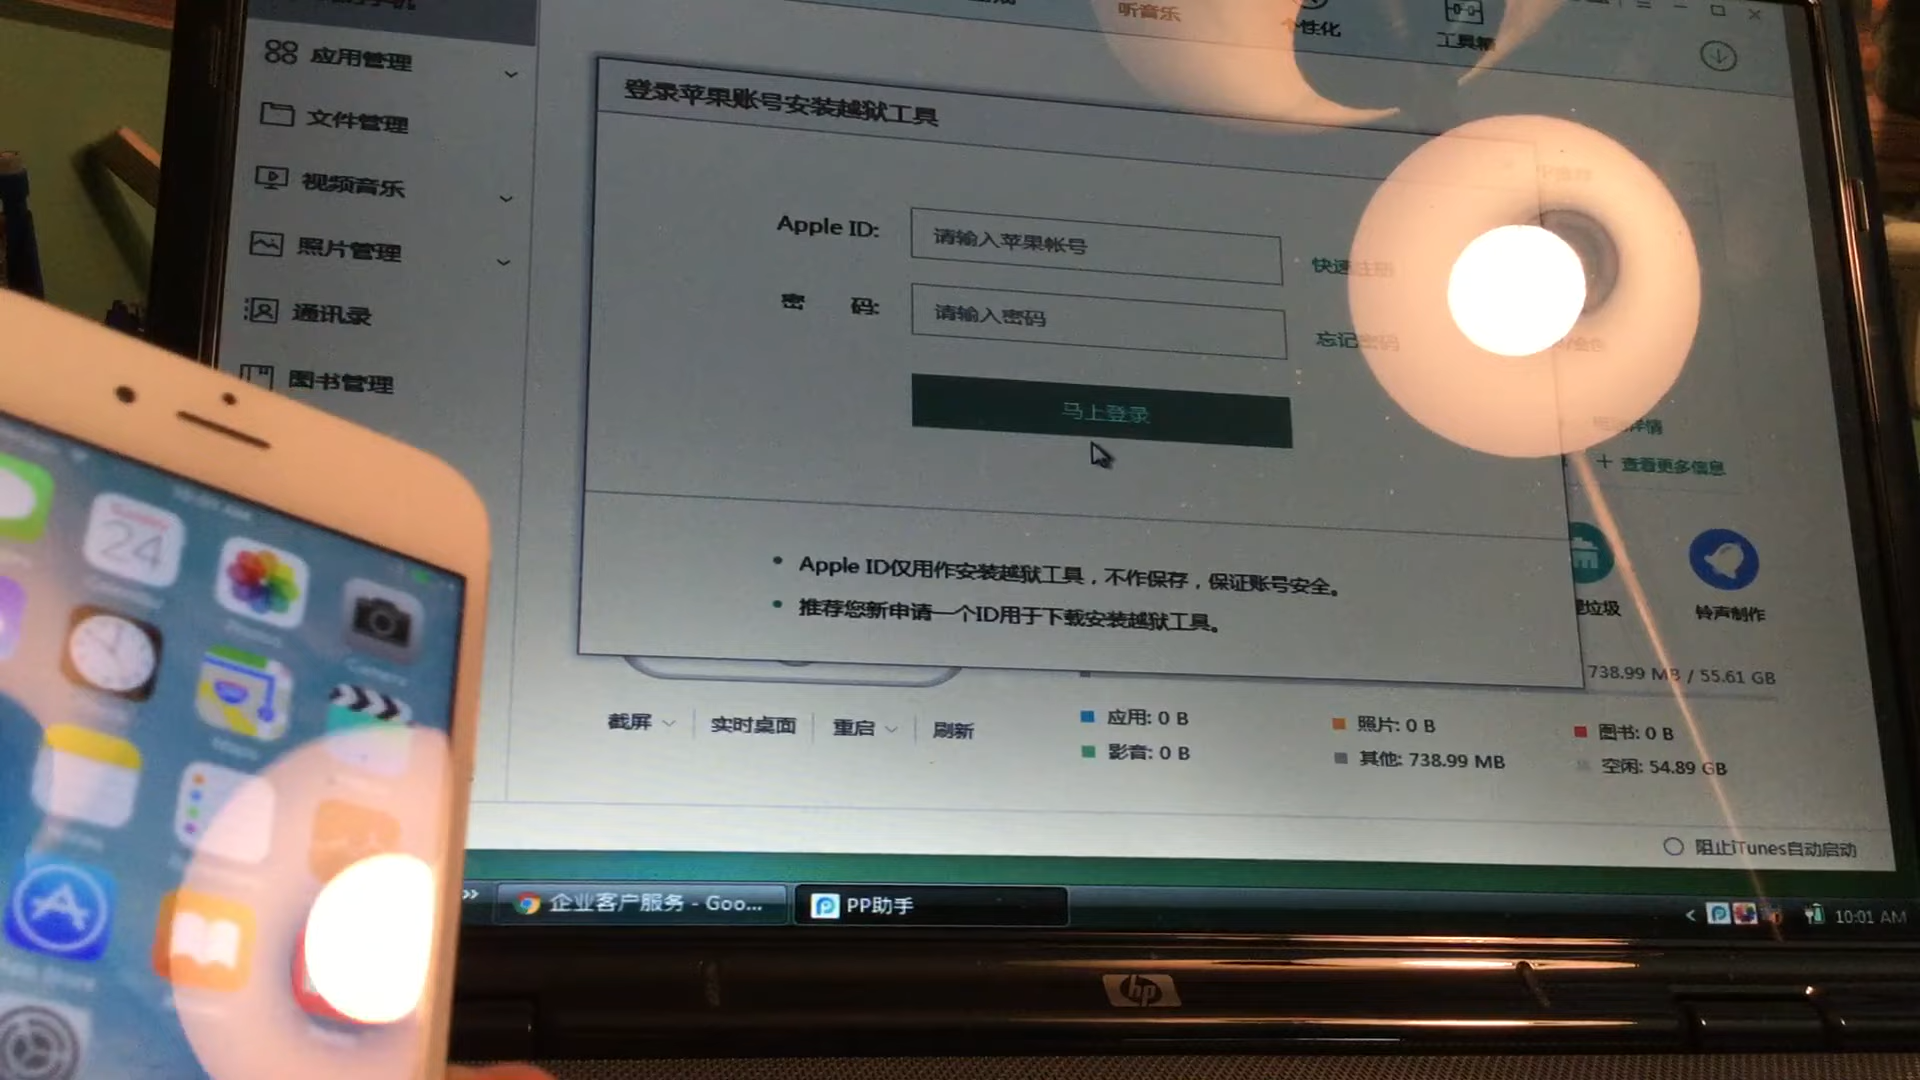 听音乐
个性化
工具箱
应用管理
文件管理
视频音乐
照片管理
通讯录
图书管理
登录苹果账号安装越狱工具
Apple ID:
请输入苹果帐号
快速注册
密 码:
请输入密码
忘记密码
马上登录
+ 查看更多信息
Apple ID仅用作安装越狱工具，不作保存，保证账号安全。
推荐您新申请一个ID用于下载安装越狱工具。
铃声制作
738.99 MB / 55.61 GB
截屏
实时桌面
重启
刷新
应用: 0 B
照片: 0 B
图书: 0 B
影音: 0 B
其他: 738.99 MB
空闲: 54.89 GB
阻止iTunes自动启动
企业客户服务 - Goo...
PP助手
10:01 AM
hp
24